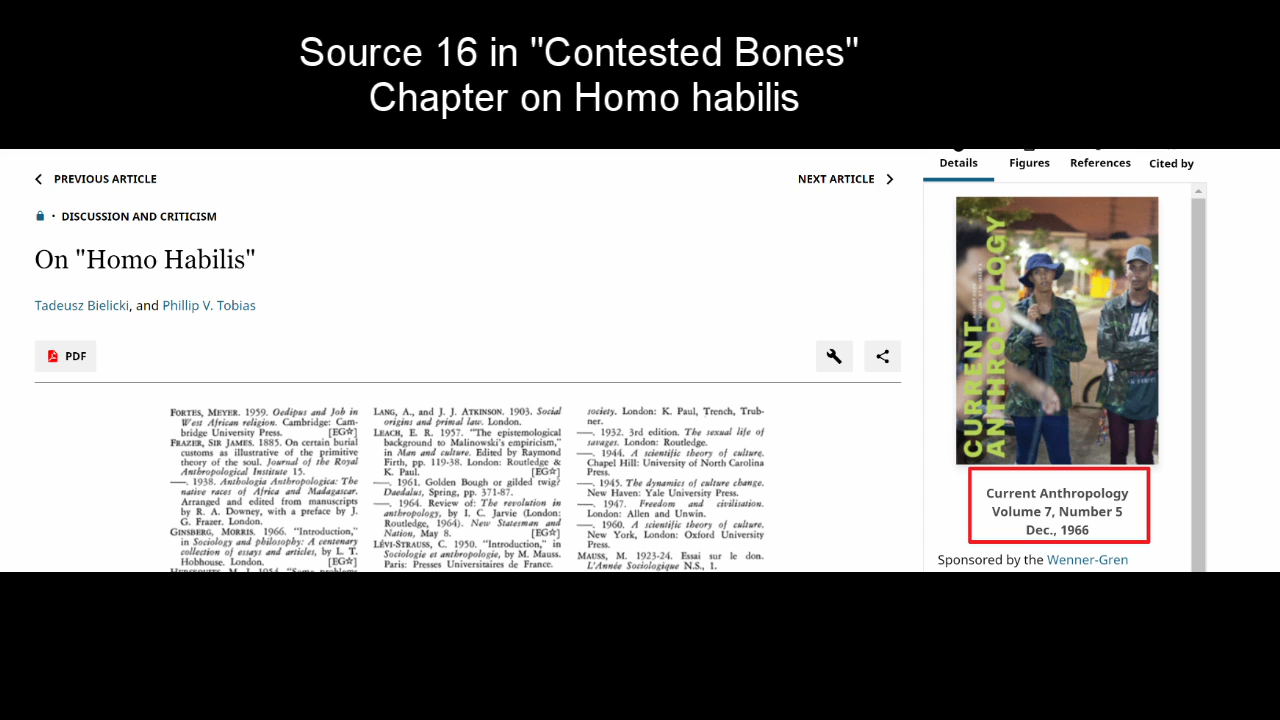 Source 16 in "Contested Bones"
Chapter on Homo habilis
PREVIOUS ARTICLE
NEXT ARTICLE
• DISCUSSION AND CRITICISM
On "Homo Habilis"
Tadeusz Bielicki, and Phillip V. Tobias
PDF
FORTES, MEYER. 1959. Oedipus and Job in
West African religion. Cambridge: Cam-
bridge University Press. [EG☆]
FRAZER, SIR JAMES. 1885. On certain burial
customs as illustrative of the primitive
theory of the soul. Journal of the Royal
Anthropological Institute 15.
——. 1938. Anthologia Anthropologica: The
native races of Africa and Madagascar.
Arranged and edited from manuscripts
by R. A. Downey, with a preface by J.
G. Frazer. London.
GINSBERG, MORRIS. 1966. "Introduction,"
in Sociology and philosophy: A centenary
collection of essays and articles, by L. T.
Hobhouse. London. [EG☆]
LANG, A., and J. J. ATKINSON. 1903. Social
origins and primal law. London.
LEACH, E. R. 1957. "The epistemological
background to Malinowski's empiricism,"
in Man and culture. Edited by Raymond
Firth, pp. 119-38. London: Routledge &
K. Paul. [EG☆]
——. 1961. Golden Bough or gilded twig?
Daedalus, Spring, pp. 371-87.
——. 1964. Review of: The revolution in
anthropology, by I. C. Jarvie (London:
Routledge, 1964). New Statesman and
Nation, May 8. [EG☆]
LÉVI-STRAUSS, C. 1950. "Introduction," in
Sociologie et anthropologie, by M. Mauss.
Paris: Presses Universitaires de France.
society. London: K. Paul, Trench, Trub-
ner.
——. 1932. 3rd edition. The sexual life of
savages. London: Routledge.
——. 1944. A scientific theory of culture.
Chapel Hill: University of North Carolina
Press.
——. 1945. The dynamics of culture change.
New Haven: Yale University Press.
——. 1947. Freedom and civilisation.
London: Allen and Unwin.
——. 1960. A scientific theory of culture.
New York, London: Oxford University
Press.
MAUSS, M. 1923-24. Essai sur le don.
L'Année Sociologique N.S., 1.
Details
Figures
References
Cited by
CURRENT
ANTHROPOLOGY
Current Anthropology
Volume 7, Number 5
Dec., 1966
Sponsored by the Wenner-Gren